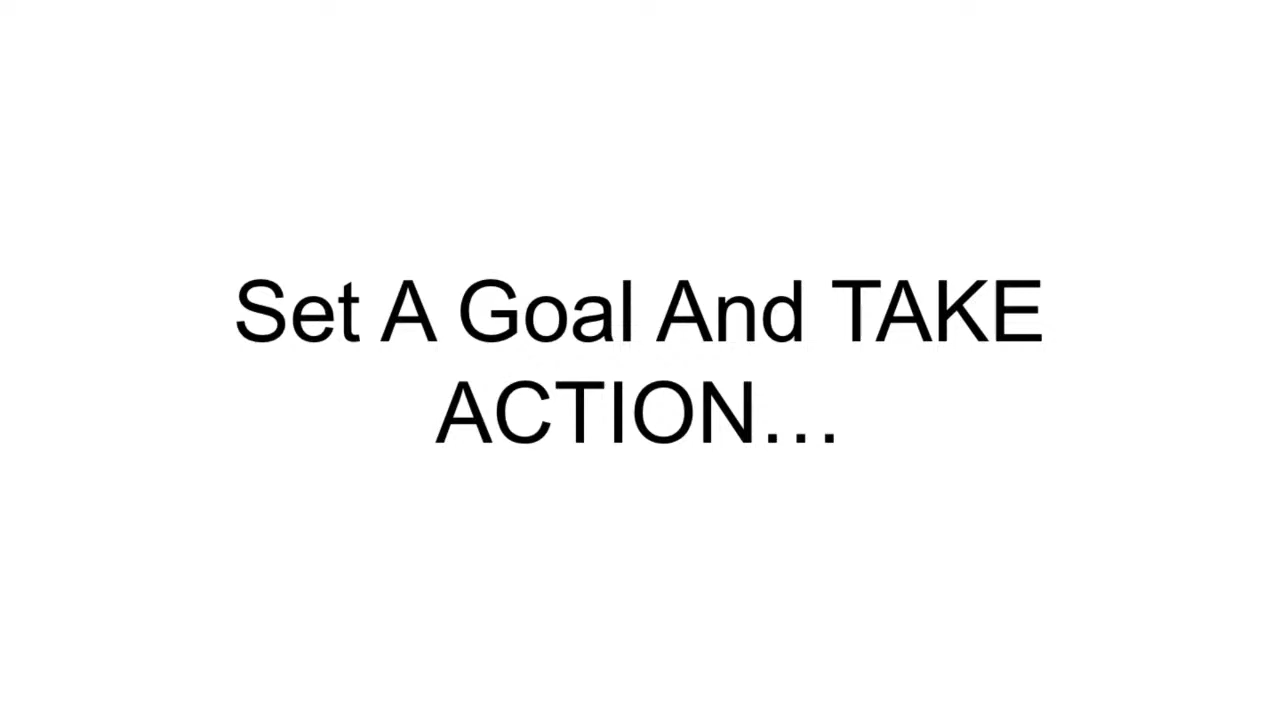 Set A Goal And TAKE
ACTION…